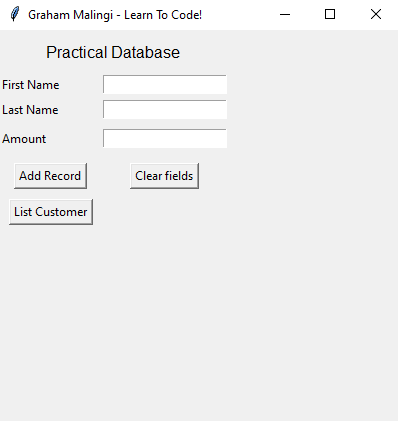 Graham Malingi - Learn To Code!
Practical Database
First Name
Last Name
Amount
Add Record Clear fields
List Customer